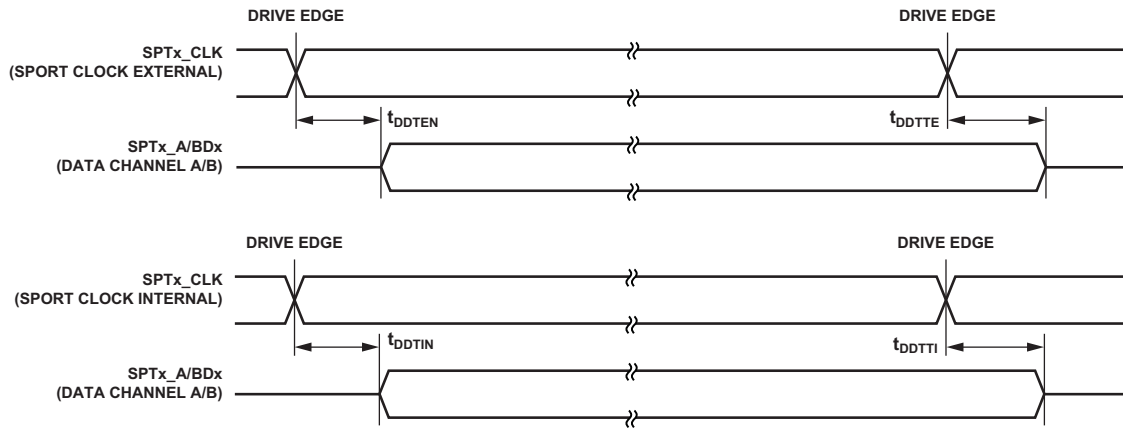 DRIVE EDGE DRIVE EDGE
SPTx_CLK
(SPORT CLOCK EXTERNAL)
tDDTEN tDDTTE
SPTx_A/BDx
(DATA CHANNEL A/B)
DRIVE EDGE DRIVE EDGE
SPTx_CLK
(SPORT CLOCK INTERNAL)
tDDTIN tDDTTI
SPTx_A/BDx
(DATA CHANNEL A/B)